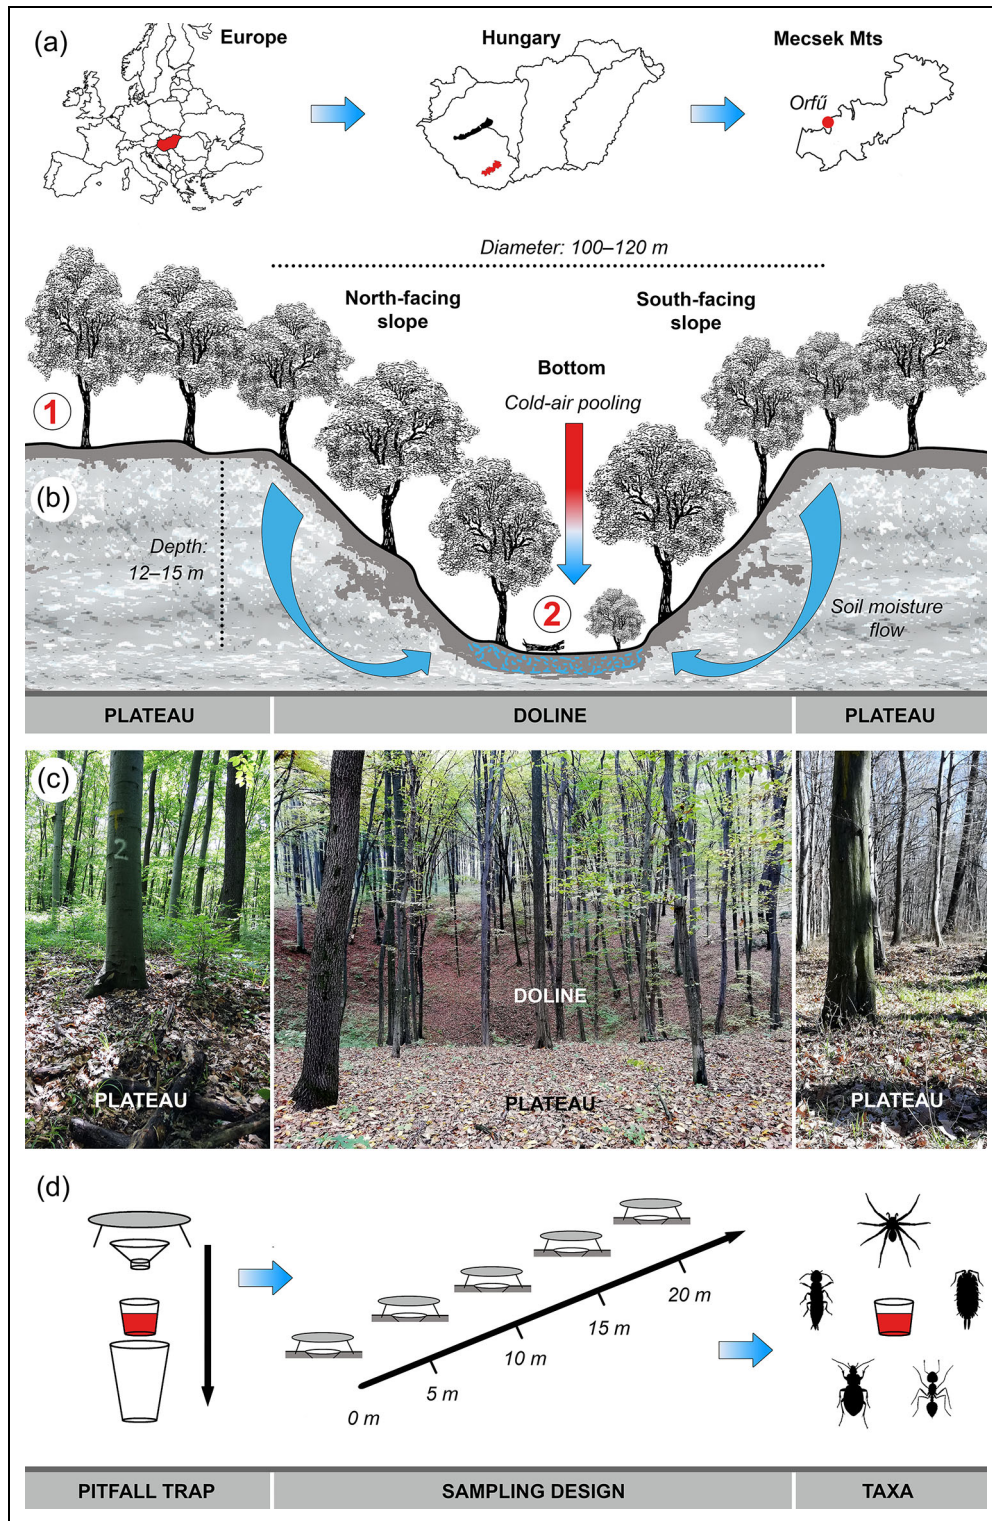 (a)
Europe
Hungary
Mecsek Mts
Orfű
Diameter: 100–120 m
North-facing
slope
South-facing
slope
Bottom
Cold-air pooling
1
(b)
Depth:
12–15 m
2
Soil moisture
flow
PLATEAU
DOLINE
PLATEAU
(c)
T
2
DOLINE
PLATEAU
PLATEAU
PLATEAU
(d)
20 m
15 m
10 m
5 m
0 m
PITFALL TRAP
SAMPLING DESIGN
TAXA